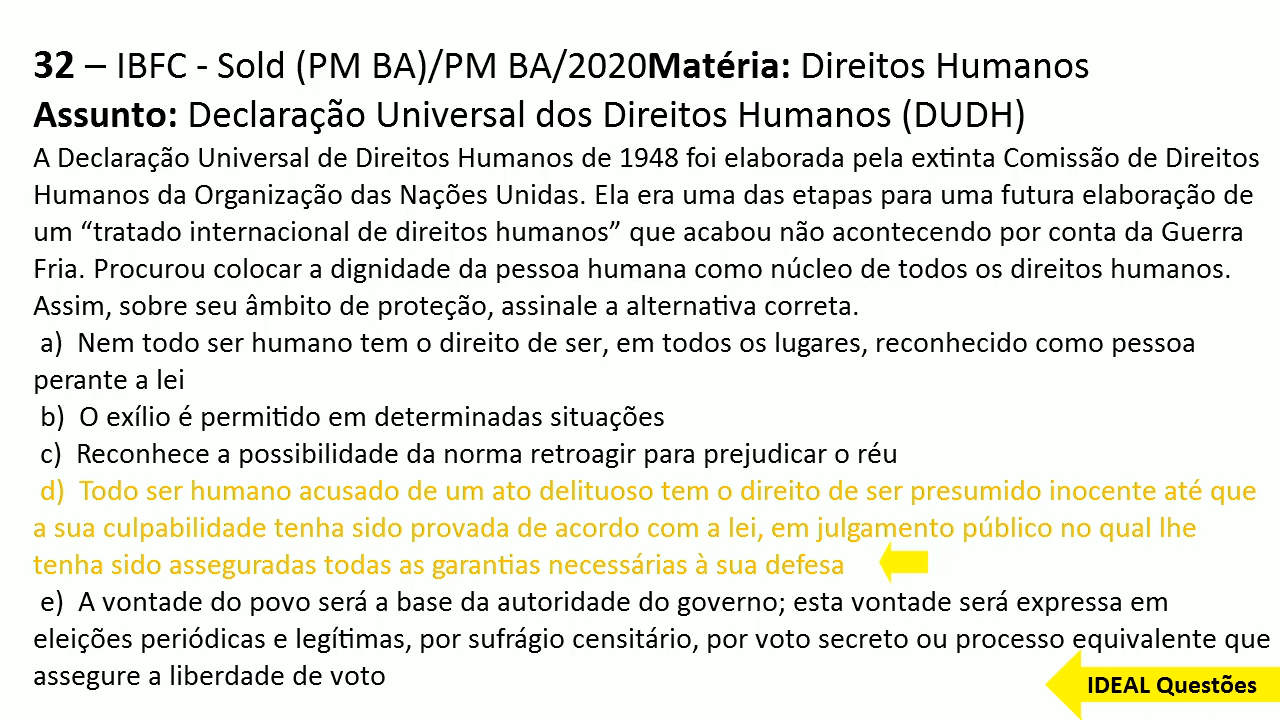 32 – IBFC - Sold (PM BA)/PM BA/2020Matéria: Direitos Humanos
Assunto: Declaração Universal dos Direitos Humanos (DUDH)
A Declaração Universal de Direitos Humanos de 1948 foi elaborada pela extinta Comissão de Direitos
Humanos da Organização das Nações Unidas. Ela era uma das etapas para uma futura elaboração de
um “tratado internacional de direitos humanos” que acabou não acontecendo por conta da Guerra
Fria. Procurou colocar a dignidade da pessoa humana como núcleo de todos os direitos humanos.
Assim, sobre seu âmbito de proteção, assinale a alternativa correta.
a) Nem todo ser humano tem o direito de ser, em todos os lugares, reconhecido como pessoa
perante a lei
b) O exílio é permitido em determinadas situações
c) Reconhece a possibilidade da norma retroagir para prejudicar o réu
d) Todo ser humano acusado de um ato delituoso tem o direito de ser presumido inocente até que
a sua culpabilidade tenha sido provada de acordo com a lei, em julgamento público no qual lhe
tenha sido asseguradas todas as garantias necessárias à sua defesa
e) A vontade do povo será a base da autoridade do governo; esta vontade será expressa em
eleições periódicas e legítimas, por sufrágio censitário, por voto secreto ou processo equivalente que
assegure a liberdade de voto
IDEAL Questões